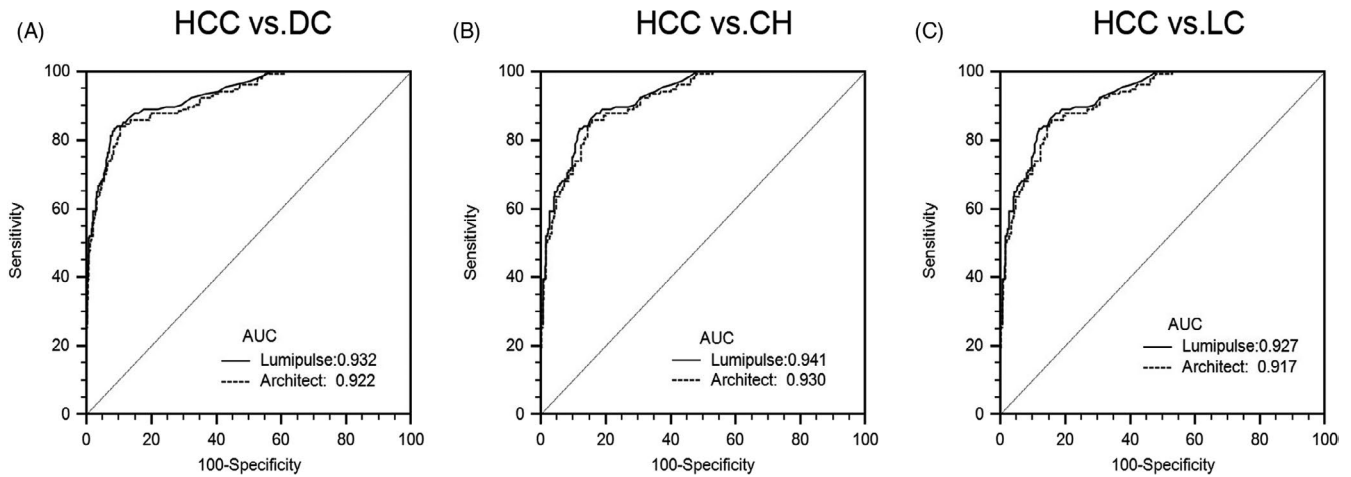 (A) HCC vs.DC
100
80
60
40
20
0
Sensitivity
AUC
Lumipulse:0.932
Architect: 0.922
0 20 40 60 80 100
100-Specificity
(B) HCC vs.CH
100
80
60
40
20
0
Sensitivity
AUC
Lumipulse:0.941
Architect: 0.930
0 20 40 60 80 100
100-Specificity
(C) HCC vs.LC
100
80
60
40
20
0
Sensitivity
AUC
Lumipulse:0.927
Architect: 0.917
0 20 40 60 80 100
100-Specificity